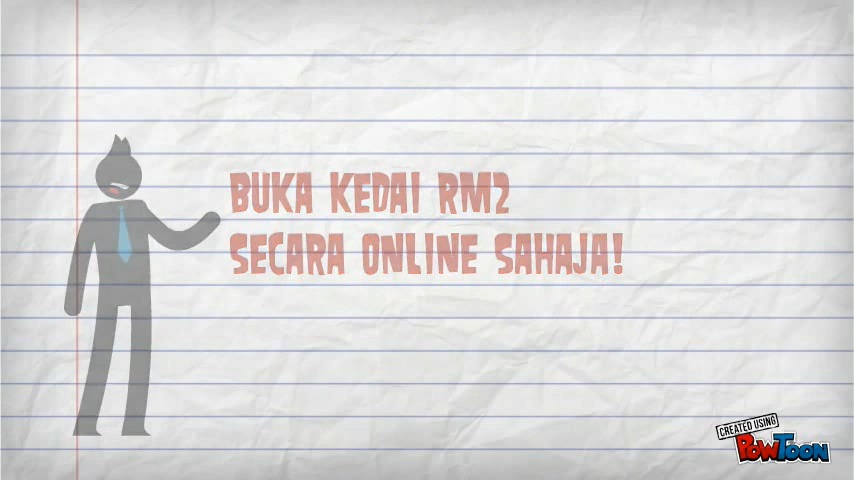 BUKA KEDAI RM2
SECARA ONLINE SAHAJA!
CREATED USING
POWTOON